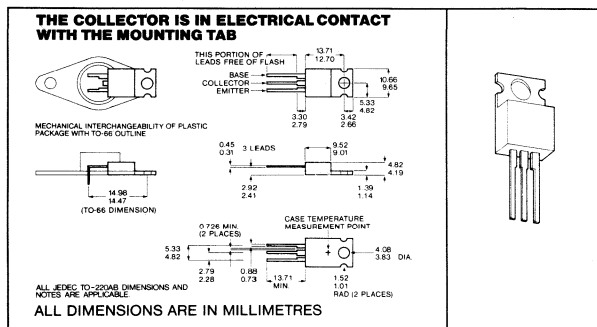 THE COLLECTOR IS IN ELECTRICAL CONTACT
WITH THE MOUNTING TAB
THIS PORTION OF
LEADS FREE OF FLASH
13.71
12.70
BASE
COLLECTOR
EMITTER
10.66
9.65
5.33
4.82
3.30
2.79
3.42
2.66
MECHANICAL INTERCHANGEABILITY OF PLASTIC
PACKAGE WITH TO-66 OUTLINE
0.45
0.31
3 LEADS
9.52
9.01
4.82
4.19
14.98
14.47
(TO-66 DIMENSION)
2.92
2.41
1.39
1.14
0.726 MIN.
(2 PLACES)
CASE TEMPERATURE
MEASUREMENT POINT
5.33
4.82
4.08
3.83 DIA.
2.79
2.28
0.88
0.73
13.71
MIN.
1.52
1.01
RAD (2 PLACES)
ALL JEDEC TO-220AB DIMENSIONS AND
NOTES ARE APPLICABLE.
ALL DIMENSIONS ARE IN MILLIMETRES